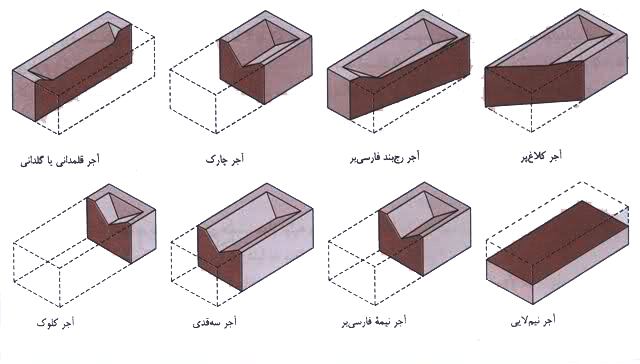 آجر کلاغ‌پر
آجر رج‌بند فارسی‌بر
آجر چارک
آجر قلمدانی یا گلدانی
آجر نیم‌لایی
آجر نیمهٔ فارسی‌بر
آجر سه‌قدی
آجر کلوک